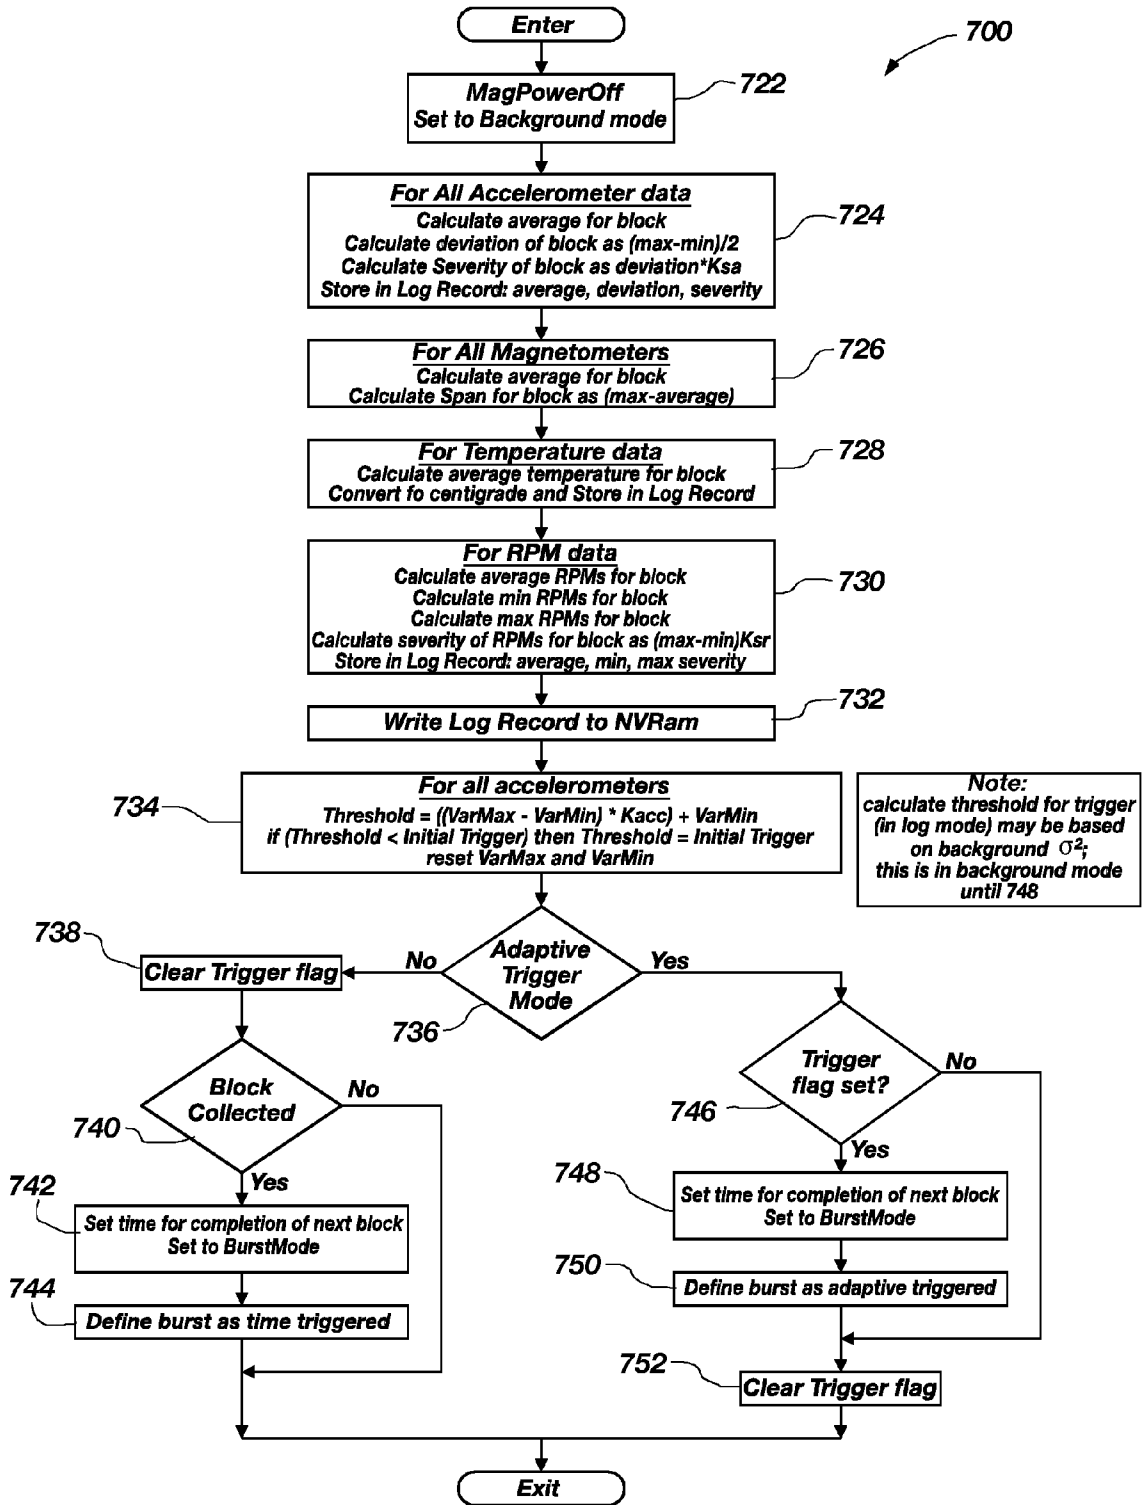 Enter
700
MagPowerOff
Set to Background mode
722
For All Accelerometer data
Calculate average for block
Calculate deviation of block as (max-min)/2
Calculate Severity of block as deviation*Ksa
Store in Log Record: average, deviation, severity
724
For All Magnetometers
Calculate average for block
Calculate Span for block as (max-average)
726
For Temperature data
Calculate average temperature for block
Convert fo centigrade and Store in Log Record
728
For RPM data
Calculate average RPMs for block
Calculate min RPMs for block
Calculate max RPMs for block
Calculate severity of RPMs for block as (max-min)Ksr
Store in Log Record: average, min, max severity
730
Write Log Record to NVRam
732
For all accelerometers
Threshold = ((VarMax - VarMin) * Kacc) + VarMin
if (Threshold < Initial Trigger) then Threshold = Initial Trigger
reset VarMax and VarMin
734
Note:
calculate threshold for trigger
(in log mode) may be based
on background σ²;
this is in background mode
until 748
Adaptive
Trigger
Mode
736
No
Yes
738
Clear Trigger flag
Block
Collected
740
No
Yes
742
Set time for completion of next block
Set to BurstMode
744
Define burst as time triggered
Trigger
flag set?
746
No
Yes
748
Set time for completion of next block
Set to BurstMode
750
Define burst as adaptive triggered
752
Clear Trigger flag
Exit